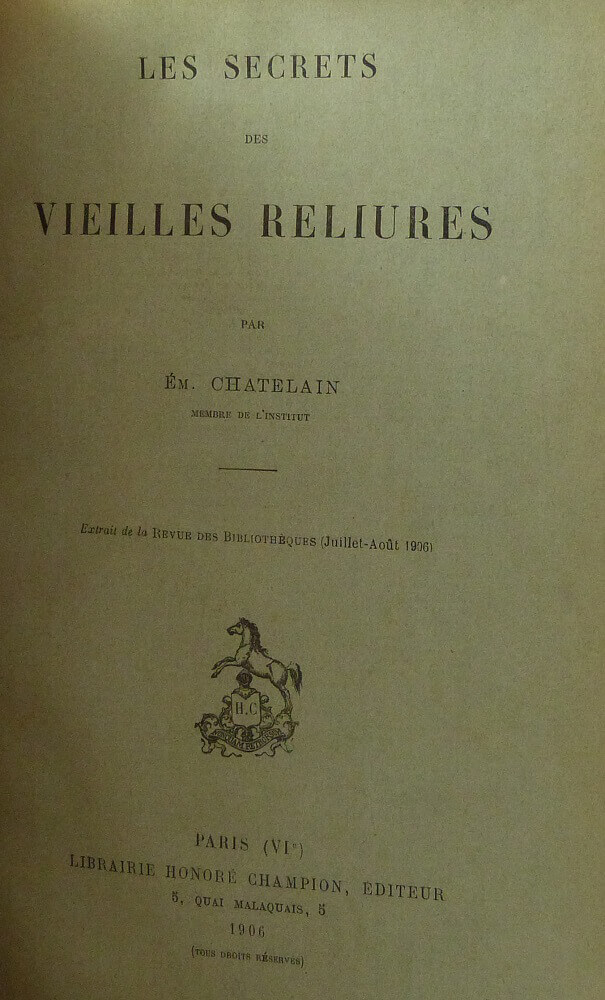 LES SECRETS
DES
VIEILLES RELIURES
PAR
ÉM. CHATELAIN
MEMBRE DE L'INSTITUT
Extrait de la REVUE DES BIBLIOTHÈQUES (Juillet-Août 1906)
H.C
PARIS (VIe)
LIBRAIRIE HONORÉ CHAMPION, EDITEUR
5, QUAI MALAQUAIS, 5
1906
(TOUS DROITS RÉSERVÉS)